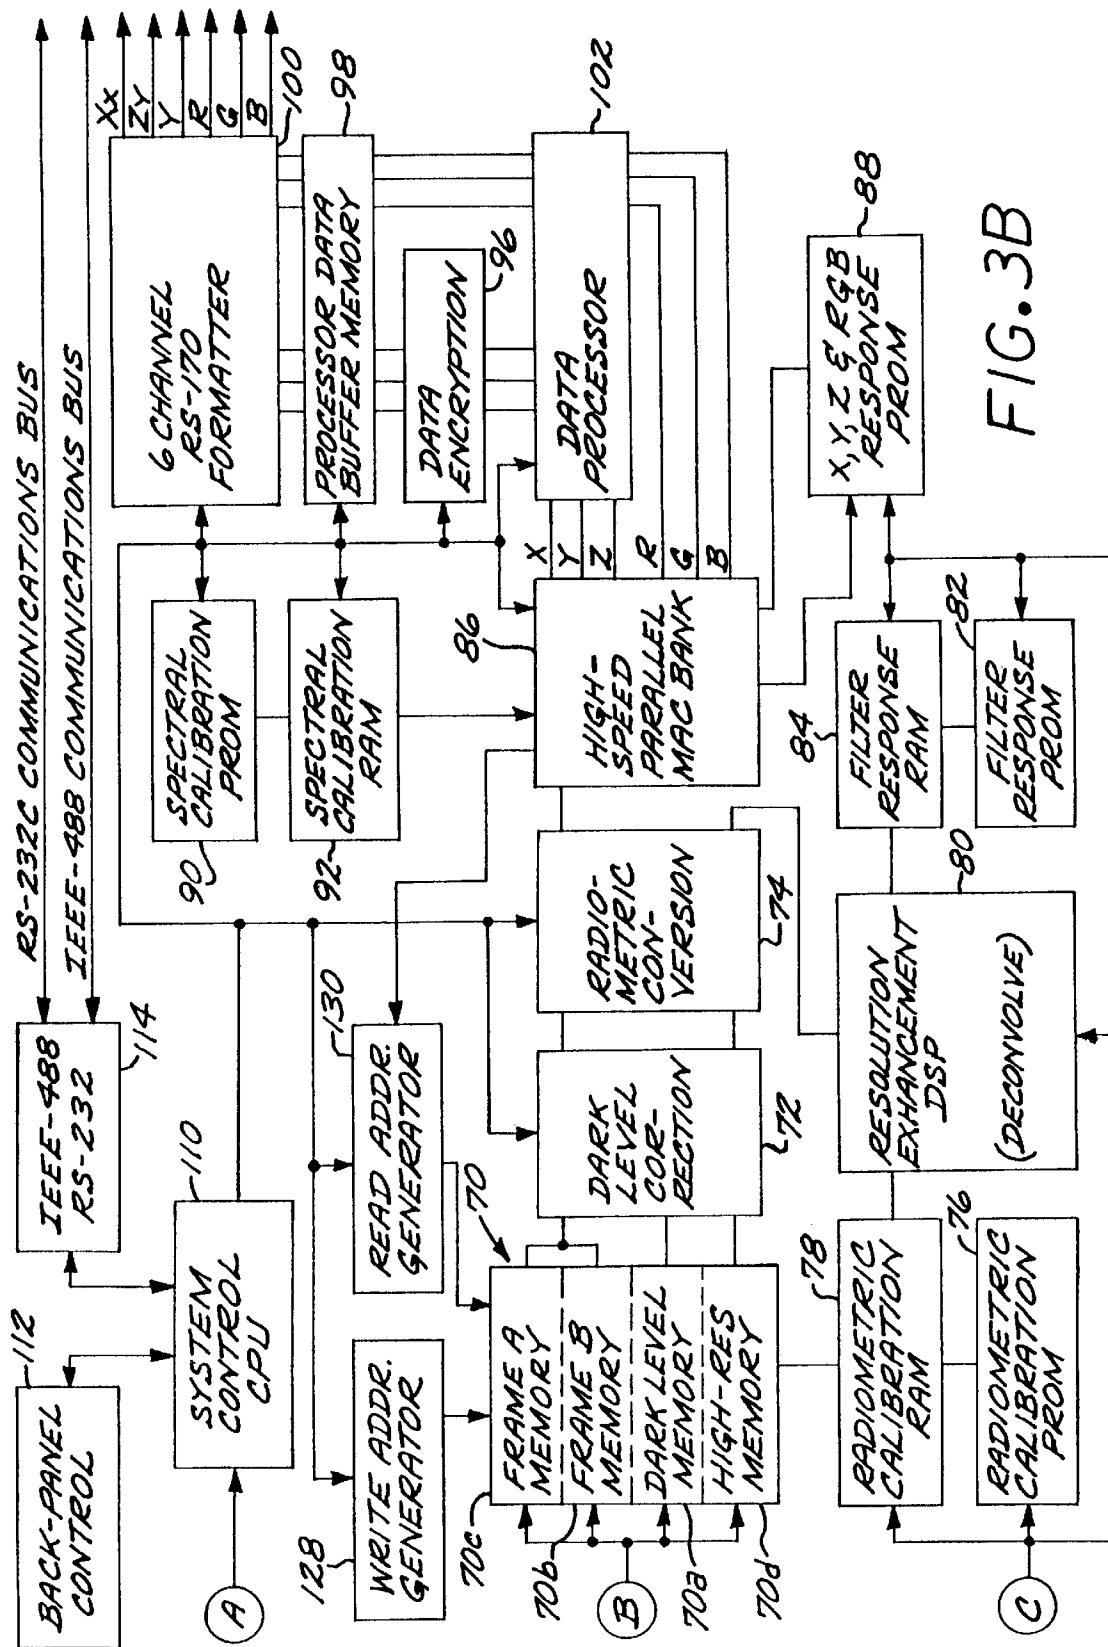 RS-232C COMMUNICATIONS BUS
IEEE-488 COMMUNICATIONS BUS
BACK-PANEL
CONTROL
112
IEEE-488
RS-232
114
SYSTEM
CONTROL
CPU
110
A
6 CHANNEL
RS-170
FORMATTER
100
Xx
ZY
Y
R
G
B
SPECTRAL
CALIBRATION
PROM
90
PROCESSOR DATA
BUFFER MEMORY
98
SPECTRAL
CALIBRATION
RAM
92
DATA
ENCRYPTION
96
WRITE ADDR.
GENERATOR
128
READ ADDR.
GENERATOR
130
70
FRAME A
MEMORY
70c
FRAME B
MEMORY
70b
DARK LEVEL
MEMORY
70a
HIGH-RES
MEMORY
70d
B
DARK
LEVEL
COR-
RECTION
72
RADIO-
METRIC
CON-
VERSION
74
HIGH-
SPEED
PARALLEL
MAC BANK
86
X
Y
Z
R
G
B
DATA
PROCESSOR
102
RADIOMETRIC
CALIBRATION
RAM
78
RADIOMETRIC
CALIBRATION
PROM
76
C
RESOLUTION
EXHANCEMENT
DSP
(DECONVOLVE)
80
FILTER
RESPONSE
RAM
84
FILTER
RESPONSE
PROM
82
X, Y, Z & RGB
RESPONSE
PROM
88
FIG. 3B